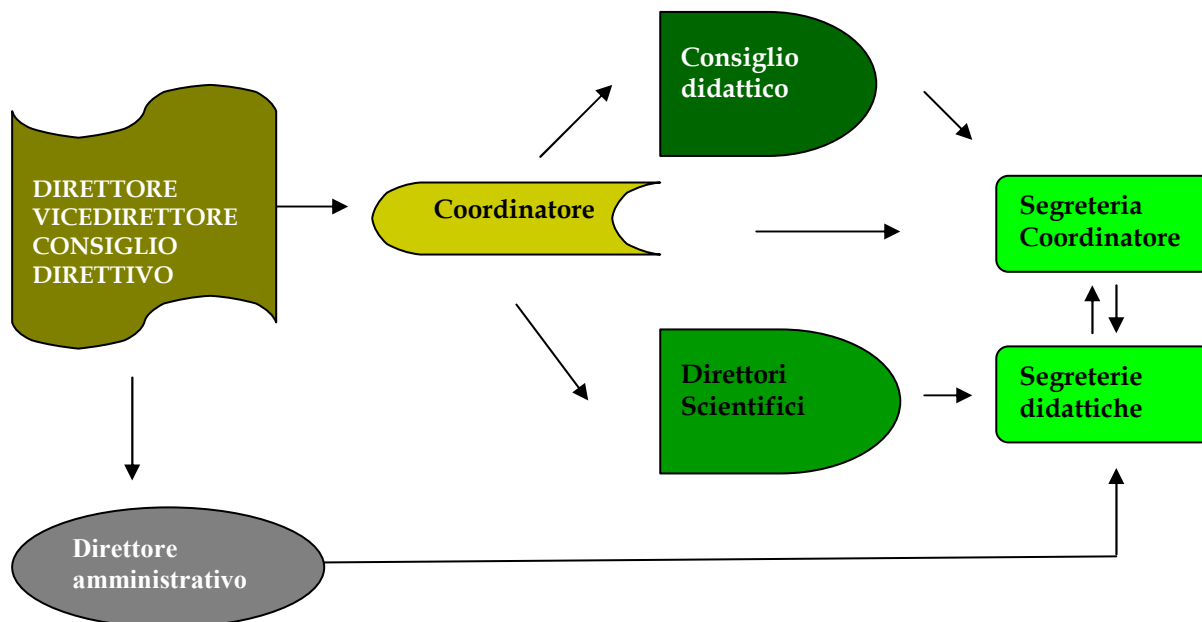 DIRETTORE
VICEDIRETTORE
CONSIGLIO
DIRETTIVO
Coordinatore
Consiglio
didattico
Direttori
Scientifici
Segreteria
Coordinatore
Segreterie
didattiche
Direttore
amministrativo